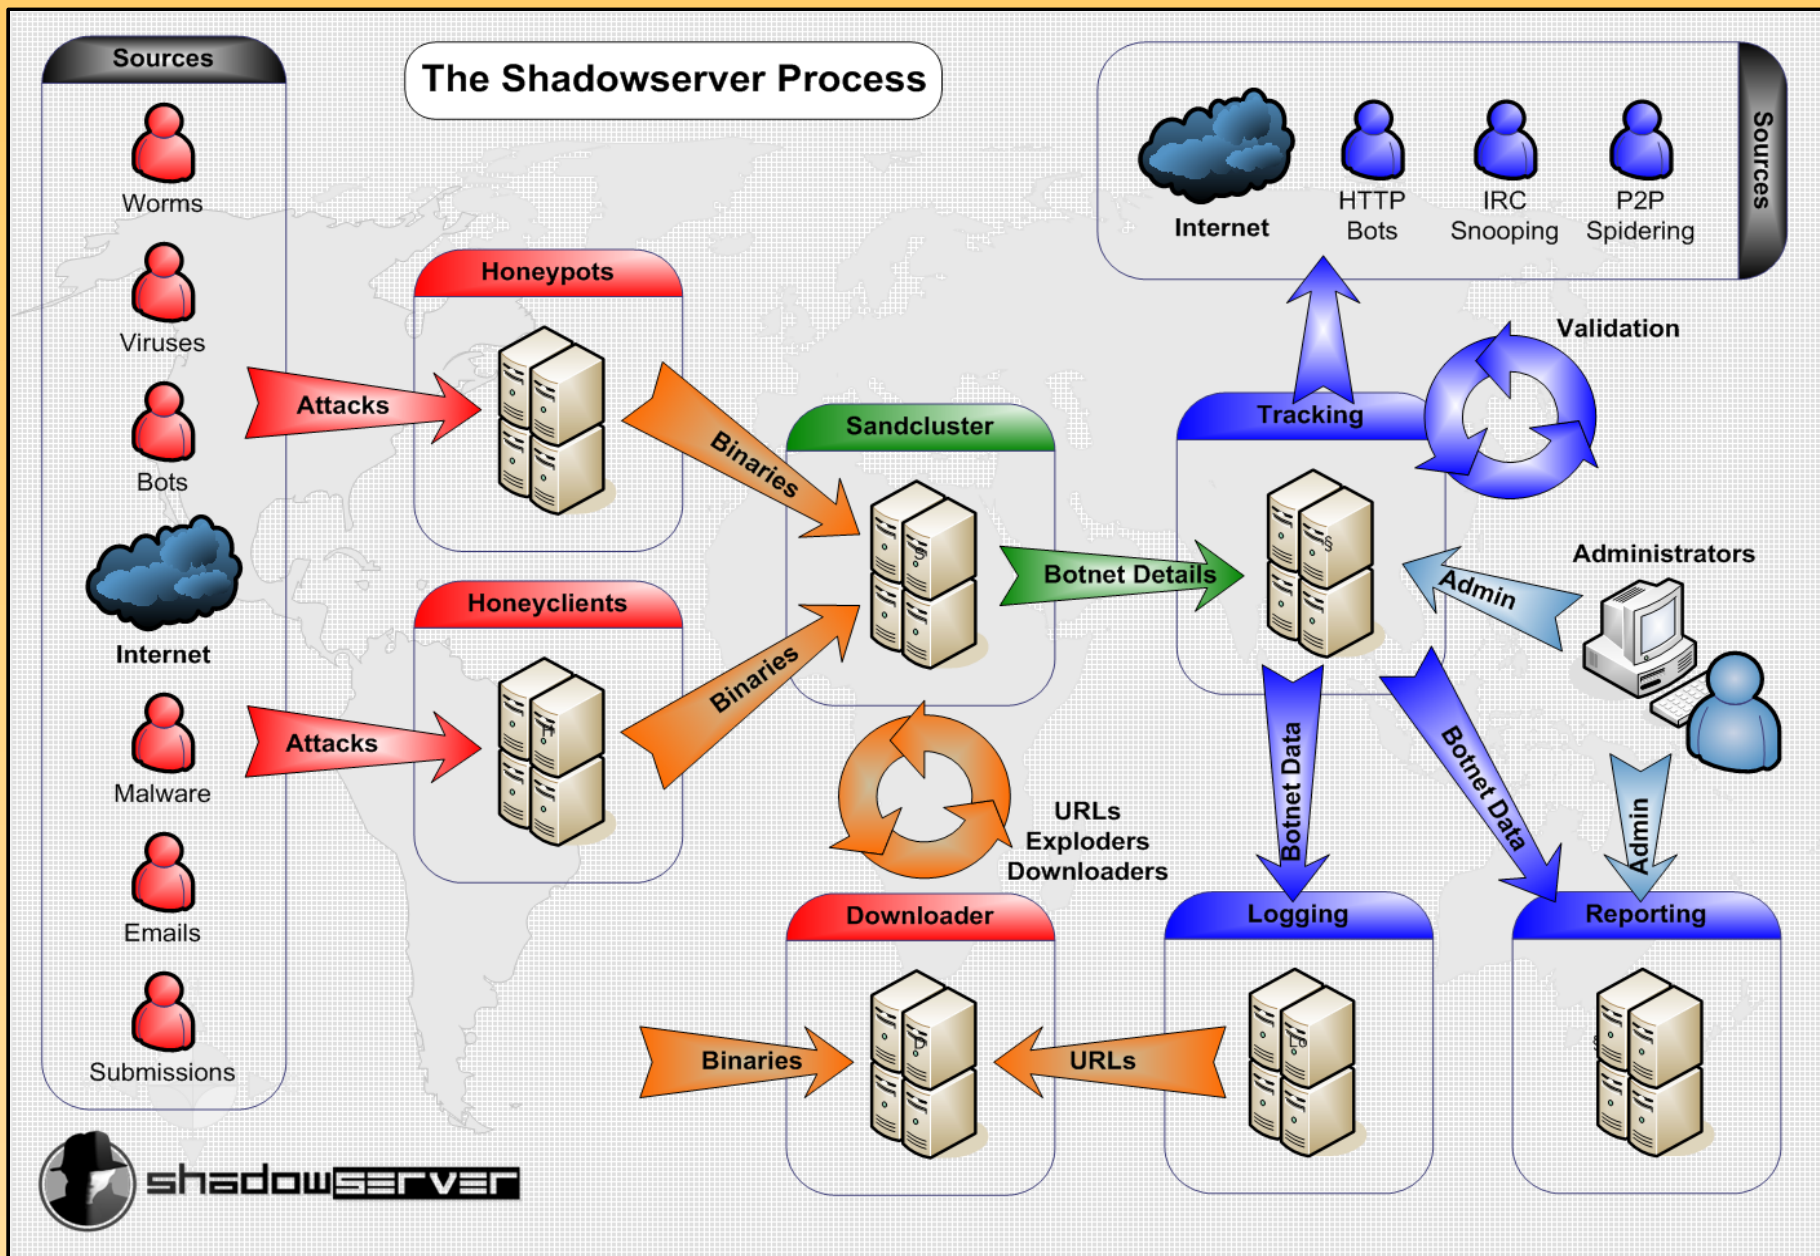 Sources
The Shadowserver Process
Worms
Viruses
Bots
Internet
Malware
Emails
Submissions
Attacks
Attacks
Honeypots
Honeyclients
Binaries
Binaries
Sandcluster
S
H
Botnet Details
URLs
Exploders
Downloaders
Downloader
D
Binaries
URLs
Sources
Internet
HTTP
Bots
IRC
Snooping
P2P
Spidering
Validation
Tracking
§
Administrators
Admin
Admin
Botnet Data
Botnet Data
Logging
Lo
Reporting
shadowserver